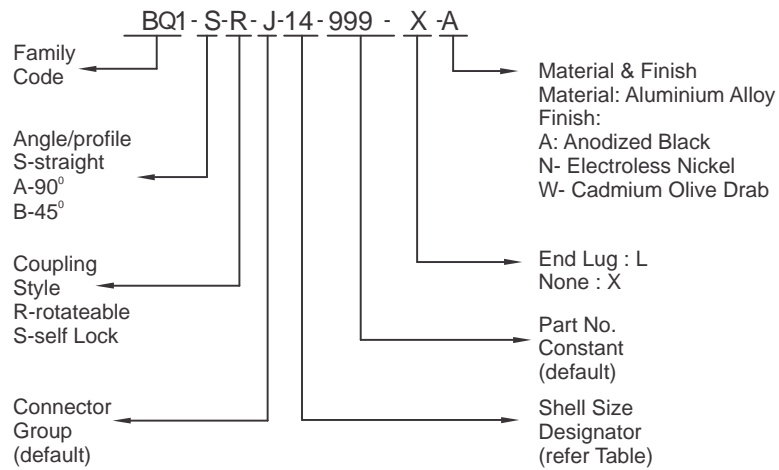 BQ1 - S - R - J - 14 - 999 - X - A
Family
Code
Angle/profile
S-straight
A-90⁰
B-45⁰
Coupling
Style
R-rotateable
S-self Lock
Connector
Group
(default)
Material & Finish
Material: Aluminium Alloy
Finish:
A: Anodized Black
N- Electroless Nickel
W- Cadmium Olive Drab
End Lug : L
None : X
Part No.
Constant
(default)
Shell Size
Designator
(refer Table)